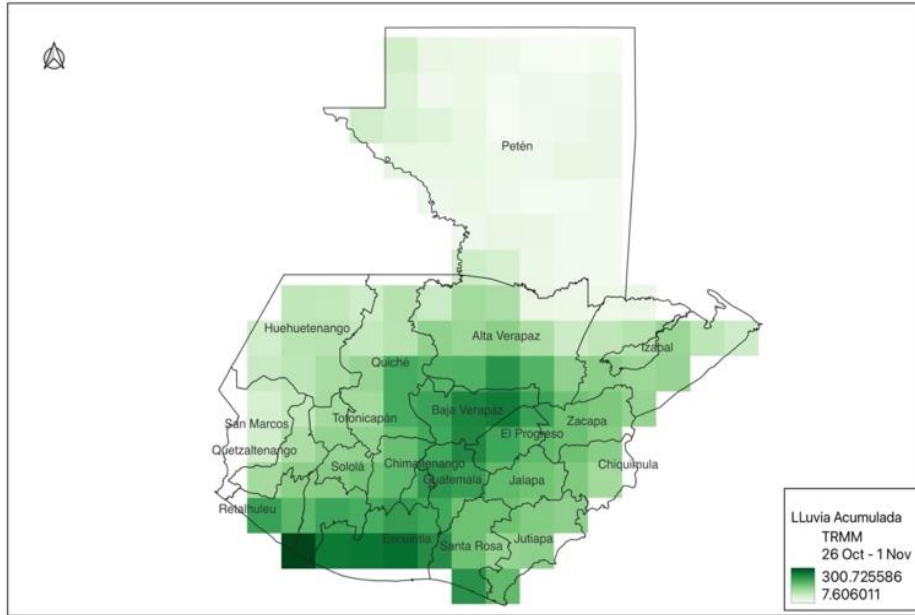 Petén
Huehuetenango
Alta Verapaz
Izabal
Quiché
Baja Verapaz
San Marcos
Totonicapán
Zacapa
El Progreso
Quetzaltenango
Sololá
Chimaltenango
Chiquimula
Guatemala
Jalapa
Retalhuleu
Escuintla
Santa Rosa
Jutiapa
LLuvia Acumulada
TRMM
26 Oct - 1 Nov
300.725586
7.606011